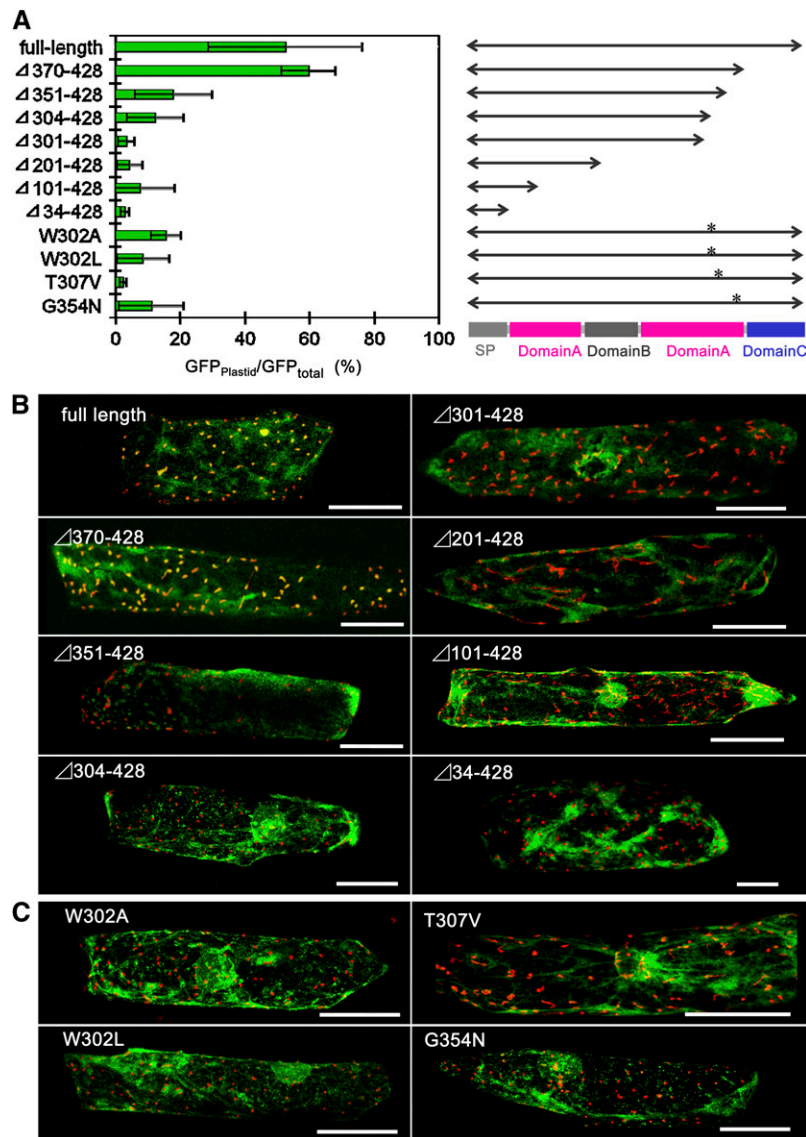 A
full-length
⊿370-428
⊿351-428
⊿304-428
⊿301-428
⊿201-428
⊿101-428
⊿34-428
W302A
W302L
T307V
G354N
0 20 40 60 80 100
GFPPlastid/GFPtotal (%)
*
*
*
*
SP DomainA DomainB DomainA DomainC
B
full length
⊿301-428
⊿370-428
⊿201-428
⊿351-428
⊿101-428
⊿304-428
⊿34-428
C
W302A
T307V
W302L
G354N